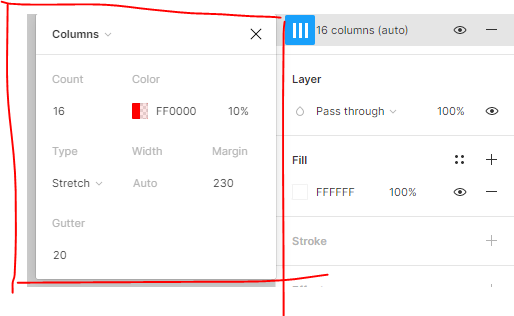 Columns
16 columns (auto)
Count Color
16 FF0000 10%
Layer
Pass through 100%
Type Width Margin
Stretch Auto 230
Fill
FFFFFF 100%
Gutter
20
Stroke